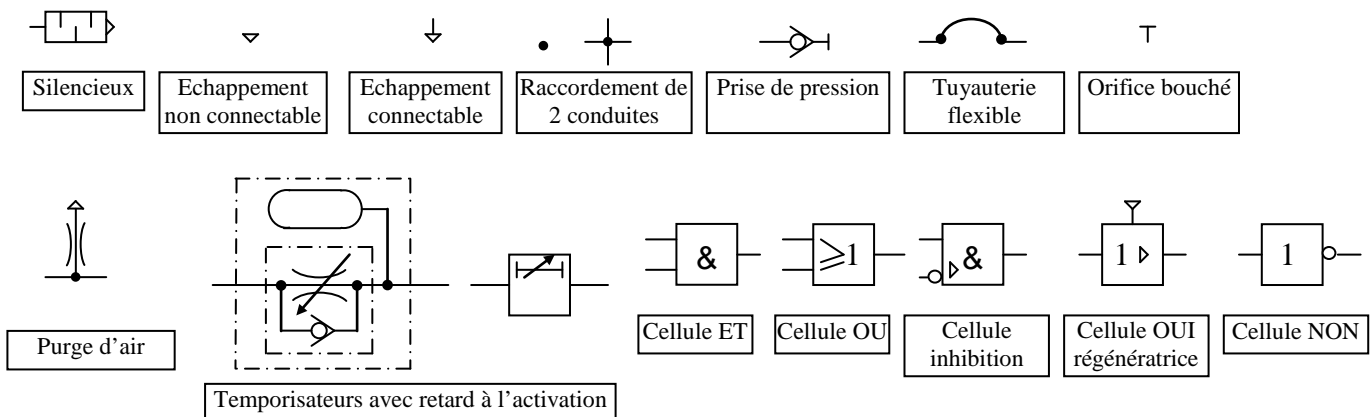 Silencieux
Echappement
non connectable
Echappement
connectable
Raccordement de
2 conduites
Prise de pression
Tuyauterie
flexible
Orifice bouché
&
≥1
&
1
1
Purge d'air
Temporisateurs avec retard à l'activation
Cellule ET
Cellule OU
Cellule
inhibition
Cellule OUI
régénératrice
Cellule NON